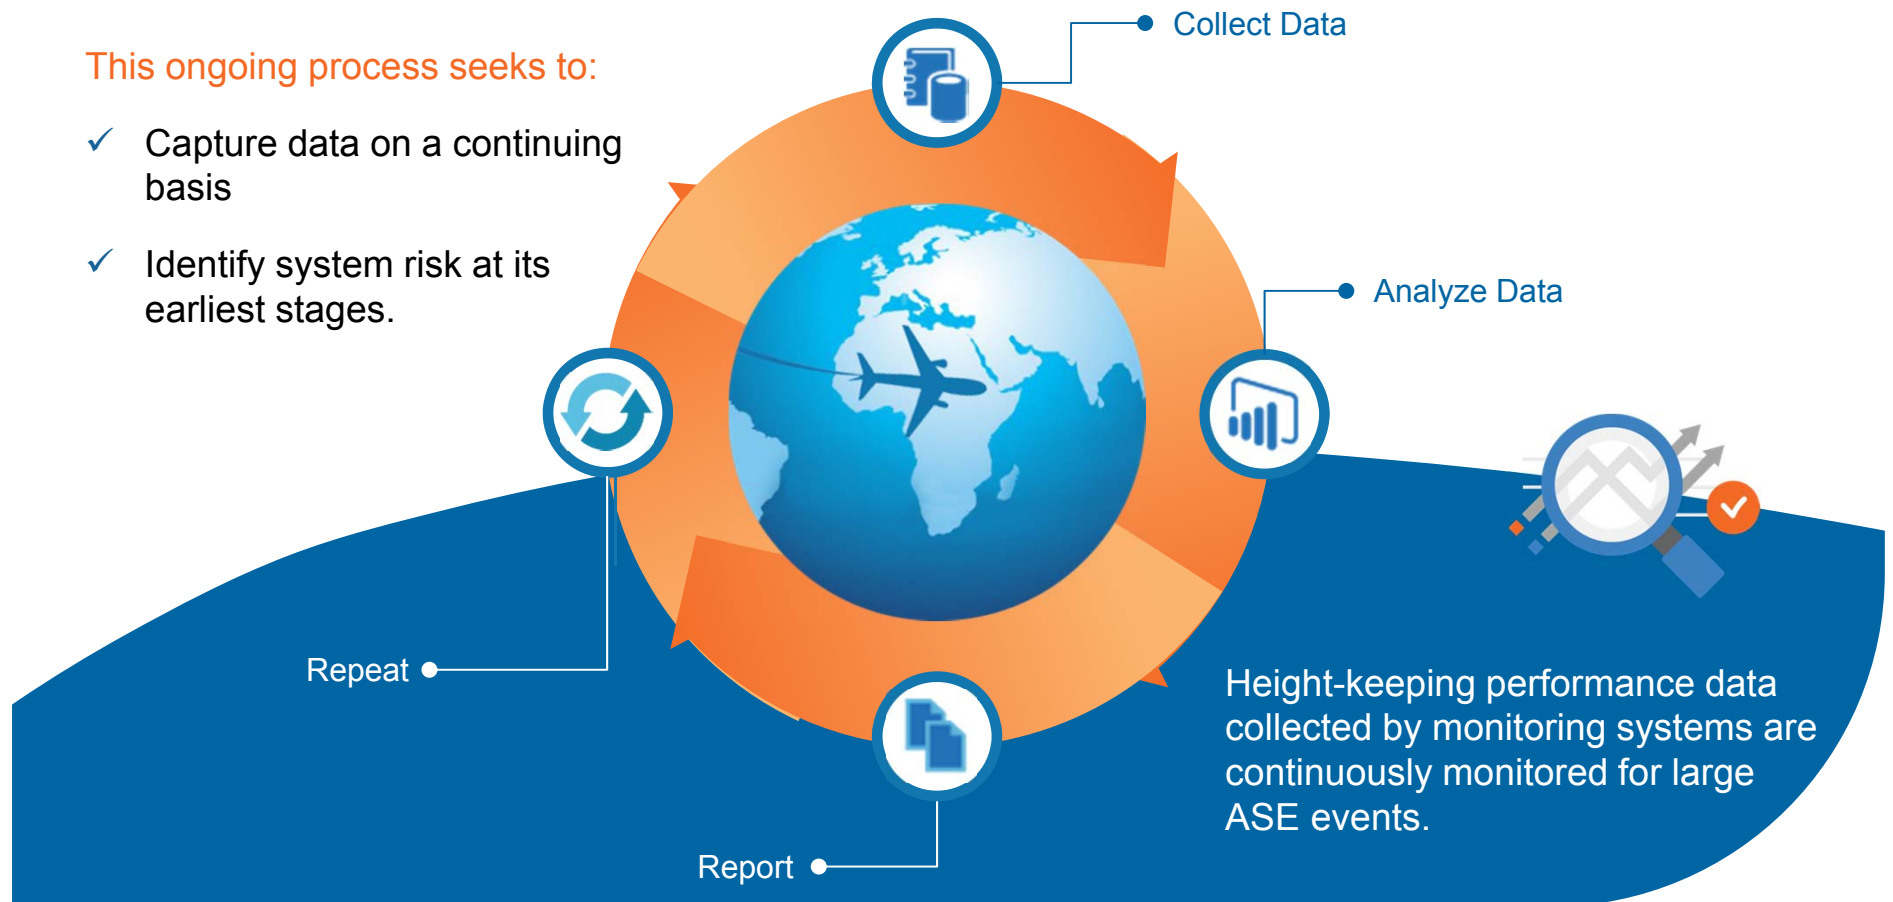 This ongoing process seeks to:
✓ Capture data on a continuing
basis
✓ Identify system risk at its
earliest stages.
Collect Data
Analyze Data
Repeat
Report
Height-keeping performance data
collected by monitoring systems are
continuously monitored for large
ASE events.